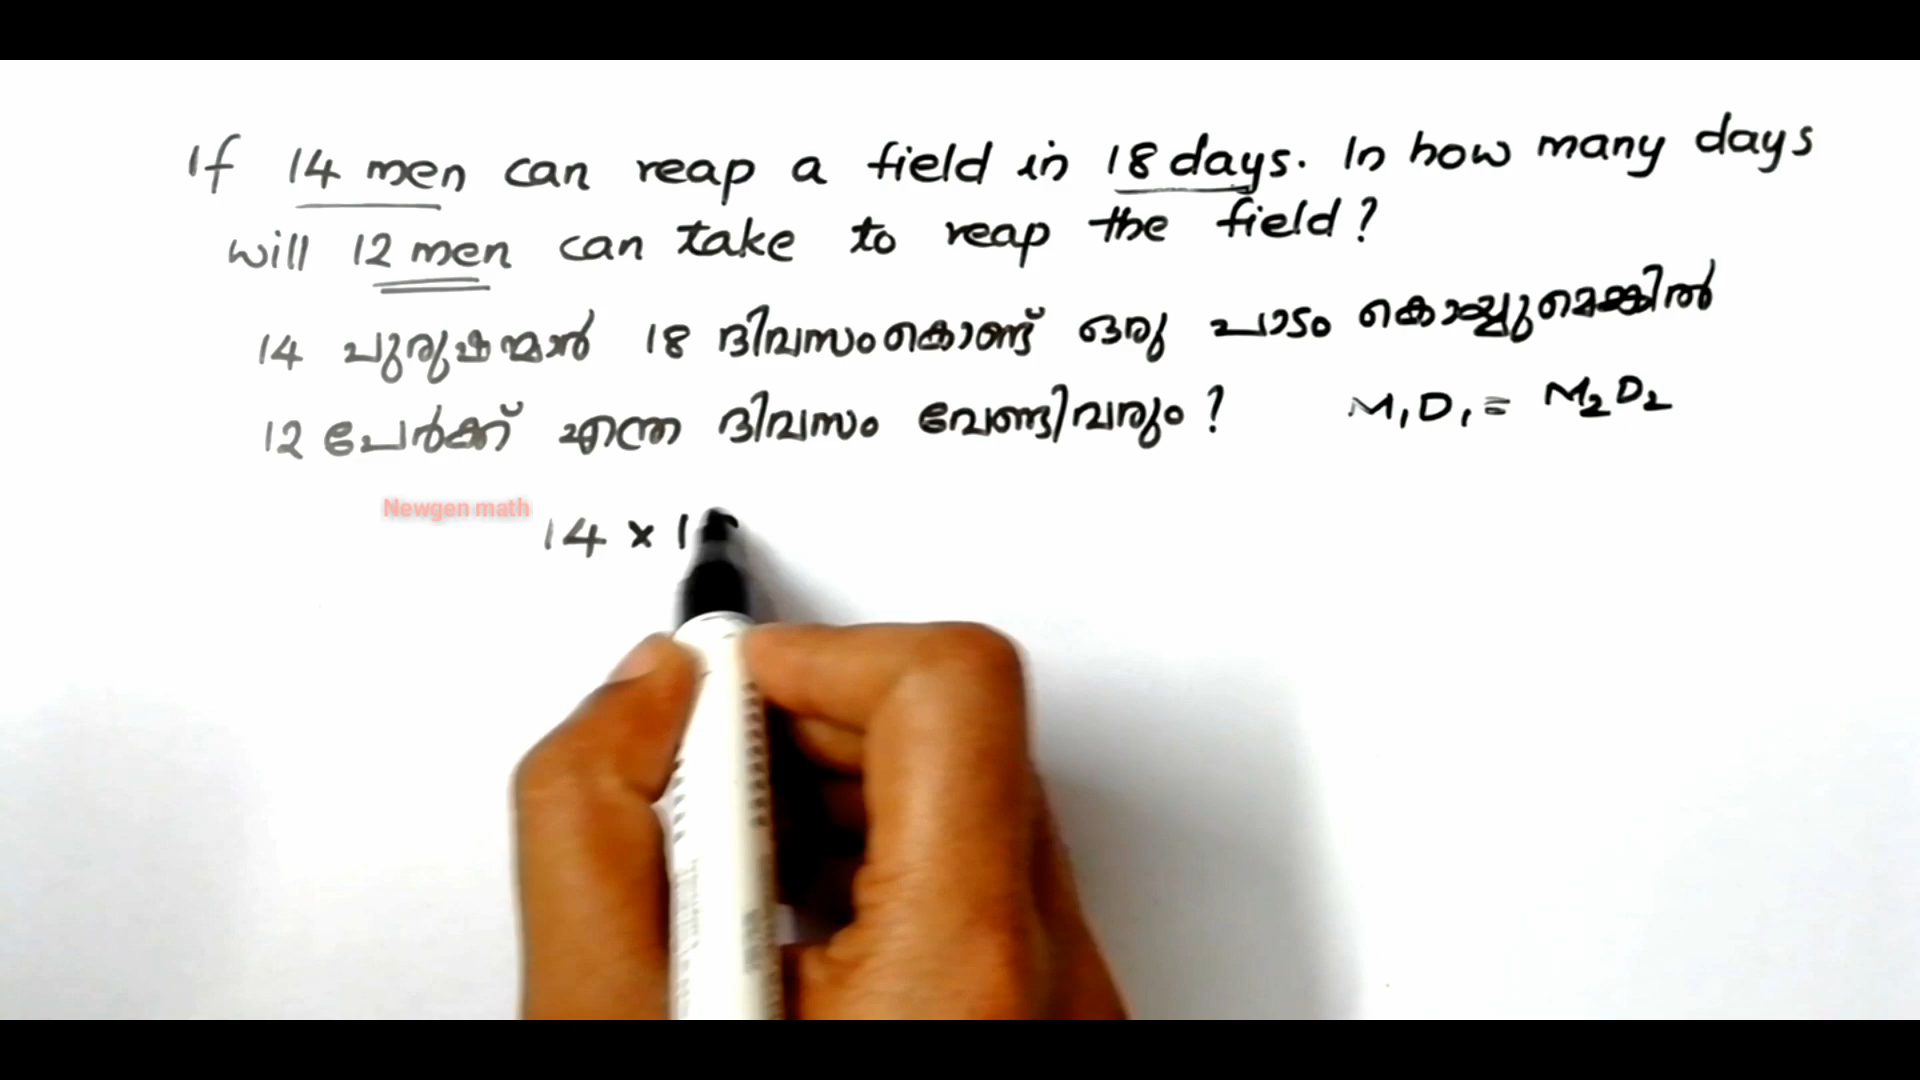 If 14 men can reap a field in 18 days. In how many days
will 12 men can take to reap the field?
14 പുരുഷന്മാർ 18 ദിവസംകൊണ്ട് ഒരു പാടം കൊയ്യുമെങ്കിൽ
12 പേർക്ക് എത്ര ദിവസം വേണ്ടിവരും? M₁D₁ = M₂D₂
Newgen math
14 × 1